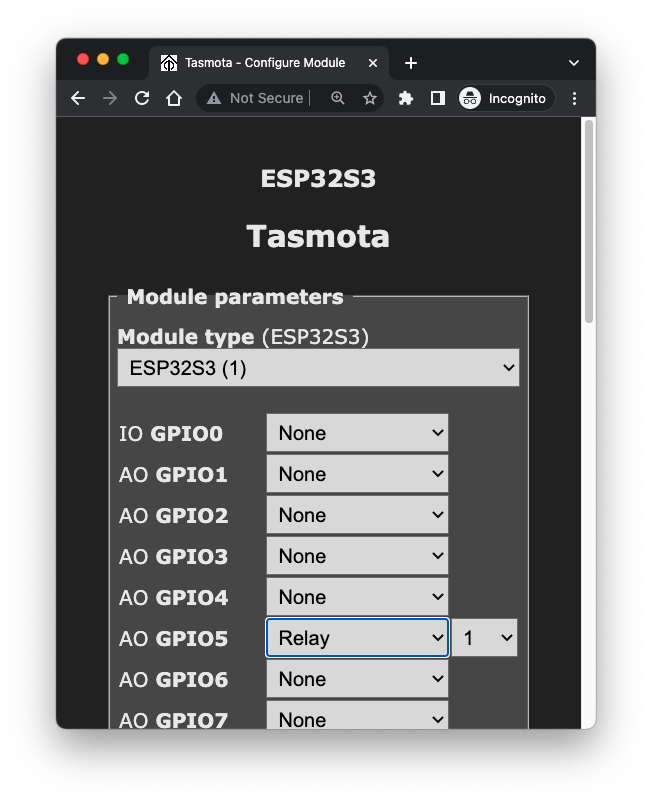 Tasmota - Configure Module
Not Secure
Incognito
ESP32S3
Tasmota
Module parameters
Module type (ESP32S3)
ESP32S3 (1)
IO GPIO0 None
AO GPIO1 None
AO GPIO2 None
AO GPIO3 None
AO GPIO4 None
AO GPIO5 Relay 1
AO GPIO6 None
AO GPIO7 None